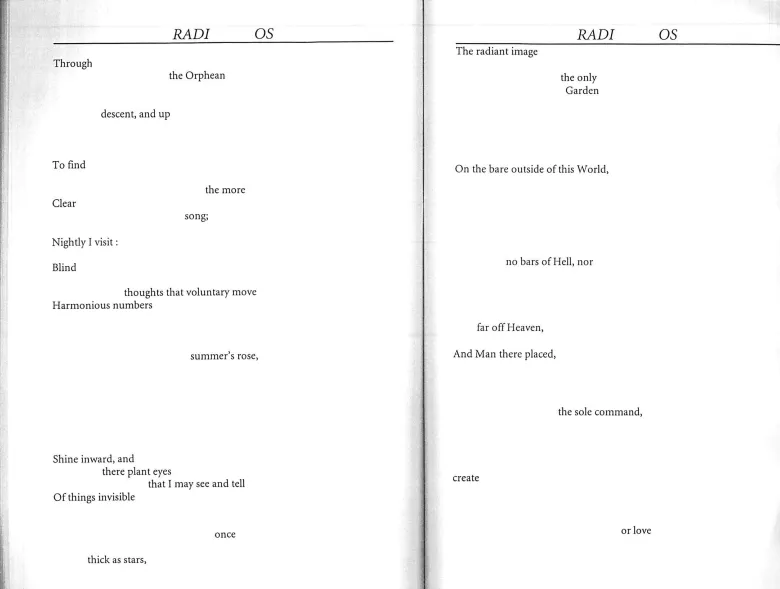 RADI OS
Through
the Orphean
descent, and up
To find
the more
Clear
song;
Nightly I visit :
Blind
thoughts that voluntary move
Harmonious numbers
summer's rose,
Shine inward, and
there plant eyes
that I may see and tell
Of things invisible
once
thick as stars,
RADI OS
The radiant image
the only
Garden
On the bare outside of this World,
no bars of Hell, nor
far off Heaven,
And Man there placed,
the sole command,
create
or love